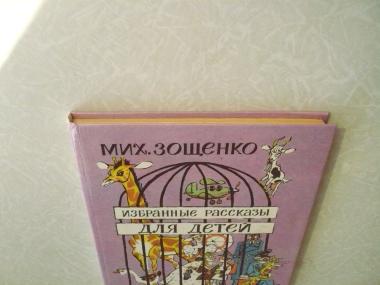 МИХ. ЗОЩЕНКО
ИЗБРАННЫЕ РАССКАЗЫ
ДЛЯ ДЕТЕЙ